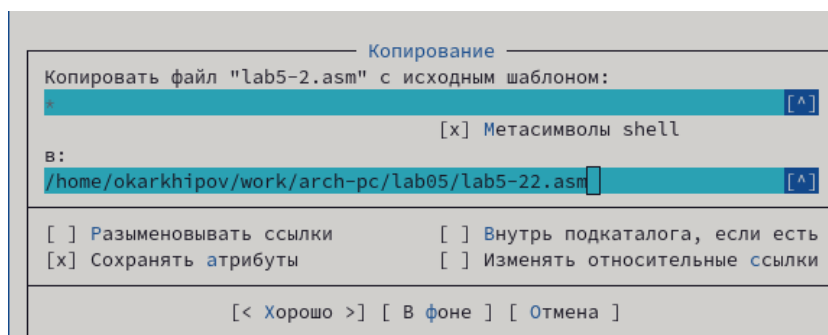 Копирование
Копировать файл "lab5-2.asm" с исходным шаблоном:
* [^]
[x] Метасимволы shell
в:
/home/okarkhipov/work/arch-pc/lab05/lab5-22.asm [^]
[ ] Разыменовывать ссылки [ ] Внутрь подкаталога, если есть
[x] Сохранять атрибуты [ ] Изменять относительные ссылки
[< Хорошо >] [ В фоне ] [ Отмена ]